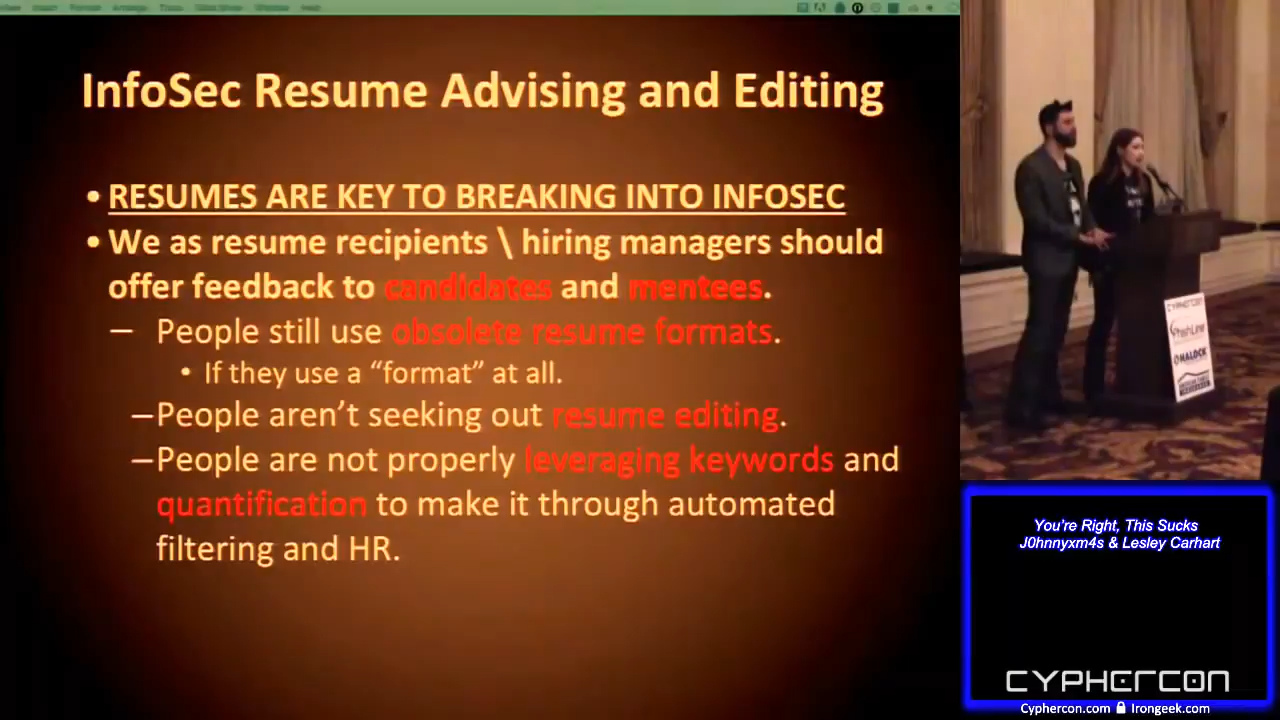 InfoSec Resume Advising and Editing
• RESUMES ARE KEY TO BREAKING INTO INFOSEC
• We as resume recipients \ hiring managers should
offer feedback to candidates and mentees.
– People still use obsolete resume formats.
• If they use a “format” at all.
–People aren’t seeking out resume editing.
–People are not properly leveraging keywords and
quantification to make it through automated
filtering and HR.
CYPHERCON
PhishLine
HALOCK
You're Right, This Sucks
J0hnnyxm4s & Lesley Carhart
CYPHERCON
Cyphercon.com Irongeek.com